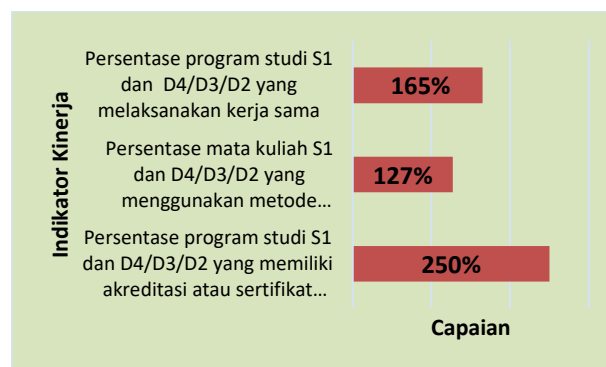 Indikator Kinerja
Persentase program studi S1
dan D4/D3/D2 yang
melaksanakan kerja sama
165%
Persentase mata kuliah S1
dan D4/D3/D2 yang
menggunakan metode...
127%
Persentase program studi S1
dan D4/D3/D2 yang memiliki
akreditasi atau sertifikat...
250%
Capaian